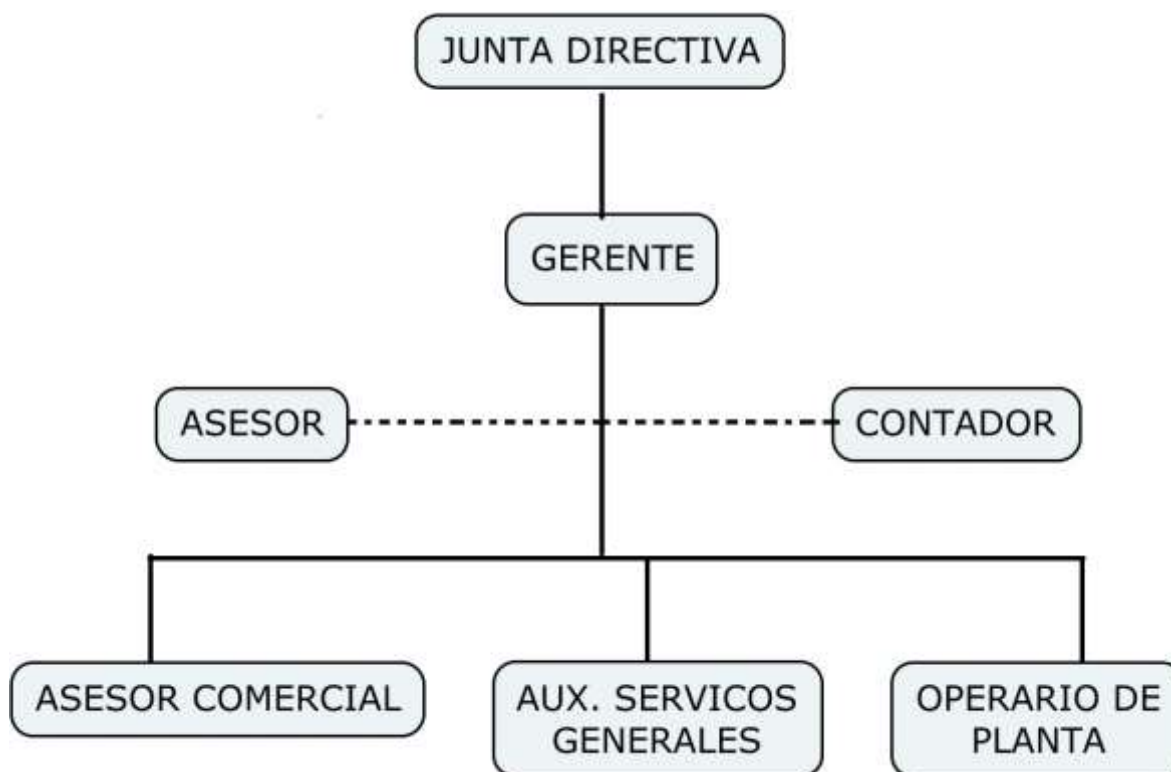 JUNTA DIRECTIVA
GERENTE
ASESOR
CONTADOR
ASESOR COMERCIAL
AUX. SERVICOS
GENERALES
OPERARIO DE
PLANTA